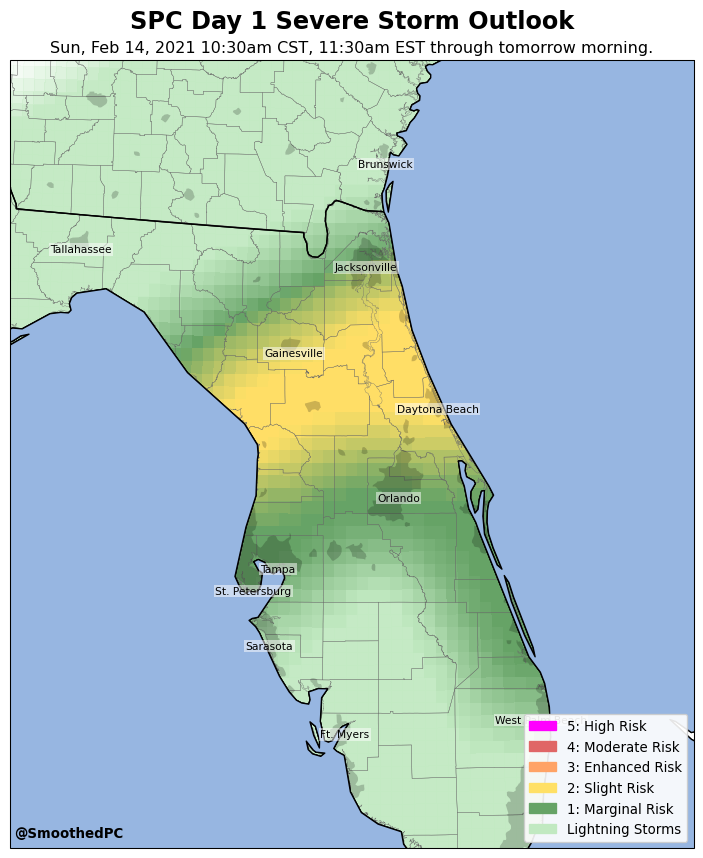 SPC Day 1 Severe Storm Outlook
Sun, Feb 14, 2021 10:30am CST, 11:30am EST through tomorrow morning.
Brunswick
Tallahassee
Jacksonville
Gainesville
Daytona Beach
Orlando
Tampa
St. Petersburg
Sarasota
West
Ft. Myers
5: High Risk
4: Moderate Risk
3: Enhanced Risk
2: Slight Risk
1: Marginal Risk
Lightning Storms
@SmoothedPC